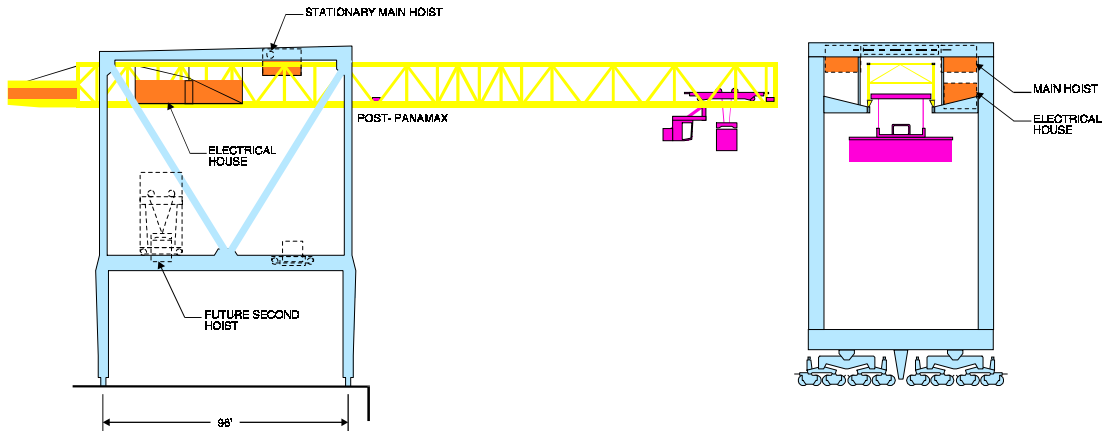 STATIONARY MAIN HOIST
POST- PANAMAX
ELECTRICAL
HOUSE
FUTURE SECOND
HOIST
96'
MAIN HOIST
ELECTRICAL
HOUSE